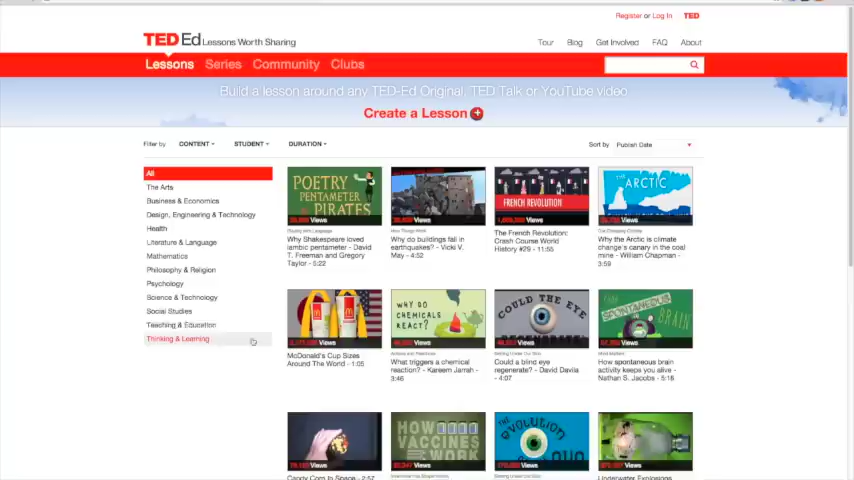 Register or Log In TED
TED Ed Lessons Worth Sharing
Tour Blog Get Involved FAQ About
Lessons Series Community Clubs
Build a lesson around any TED-Ed Original, TED Talk or YouTube video
Create a Lesson
Filter by CONTENT STUDENT DURATION
Sort by Publish Date
All
The Arts
Business & Economics
Design, Engineering & Technology
Health
Literature & Language
Mathematics
Philosophy & Religion
Psychology
Science & Technology
Social Studies
Teaching & Education
Thinking & Learning
POETRY
PENTAMETER
PIRATES
Views
Why Shakespeare loved
iambic pentameter - David
T. Freeman and Gregory
Taylor - 5:22
Views
Why do buildings fall in
earthquakes? - Vicki V.
May - 4:52
FRENCH REVOLUTION
Views
The French Revolution:
Crash Course World
History #29 - 11:55
THE
ARCTIC
Views
Why the Arctic is climate
change's canary in the coal
mine - William Chapman -
3:59
Views
McDonald's Cup Sizes
Around The World - 1:05
WHY DO
CHEMICALS
REACT?
Views
What triggers a chemical
reaction? - Kareem Jarrah -
3:46
COULD THE EYE
Views
Could a blind eye
regenerate? - David Davila
- 4:07
SPONTANEOUS
BRAIN
Views
How spontaneous brain
activity keeps you alive -
Nathan S. Jacobs - 5:18
Views
Candy Corn In Space - 2:57
HOW
VACCINES
WORK
Views
THE
EVOLUTION
Views
Views
Underwater Explosions